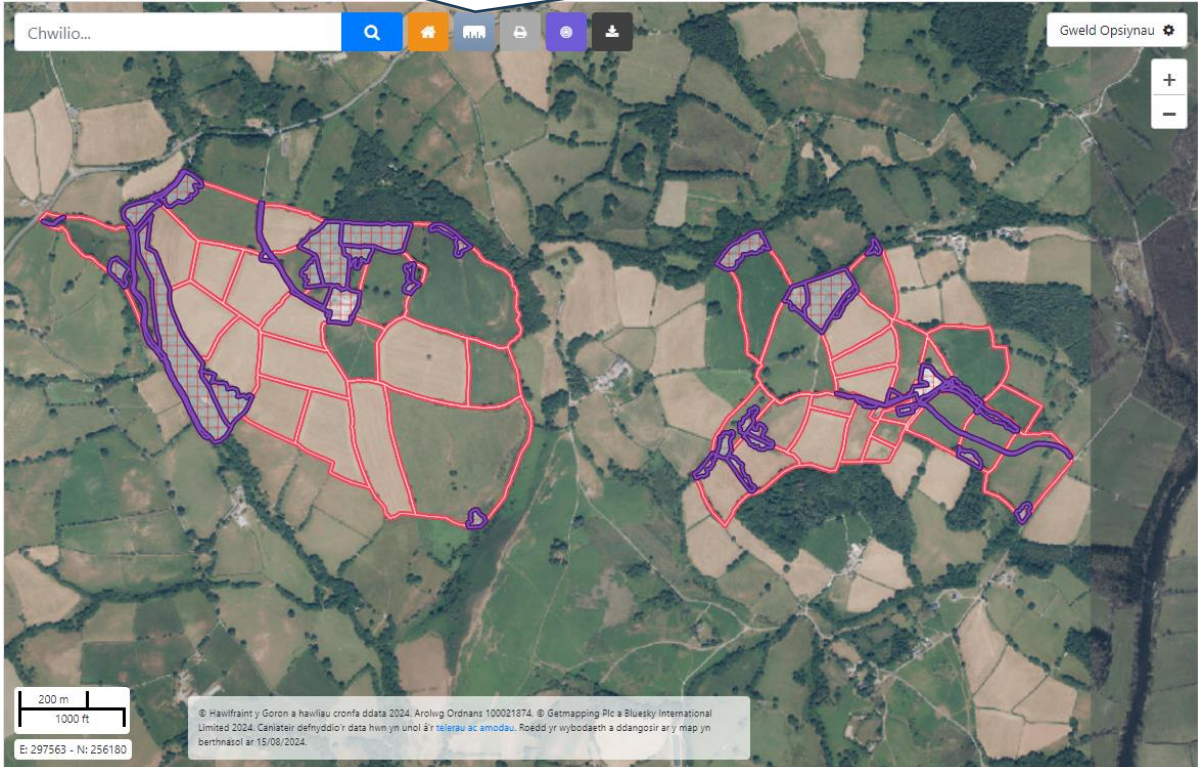 Chwilio...
Gweld Opsiynau
+
−
200 m
1000 ft
E: 297563 - N: 256180
© Hawlfraint y Goron a hawliau cronfa ddata 2024. Arolwg Ordnans 100021874. © Getmapping Plc a Bluesky International
Limited 2024. Caniateir defnyddio'r data hwn yn unol â'r telerau ac amodau. Roedd yr wybodaeth a ddangosir ar y map yn
berthnasol ar 15/08/2024.